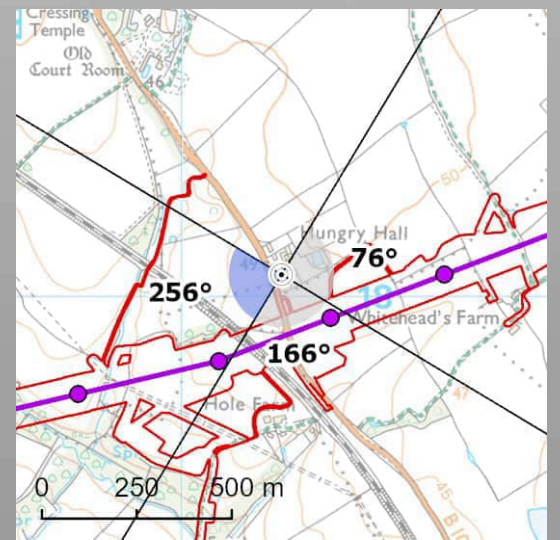 Cressing
Temple
Old
Court Room
46
50
Hungry Hall
49
76°
256°
18
Whitehead's Farm
166°
Hole Farm
47
0 250 500 m
45
B 10